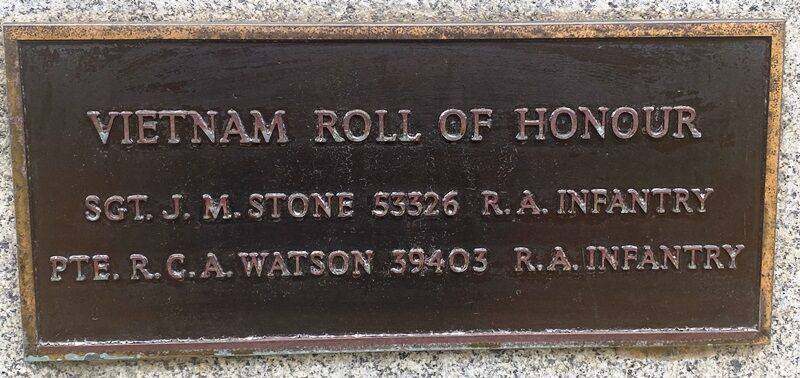 VIETNAM ROLL OF HONOUR
SGT. J. M. STONE 53326 R. A. INFANTRY
PTE. R. C. A. WATSON 39403 R. A. INFANTRY